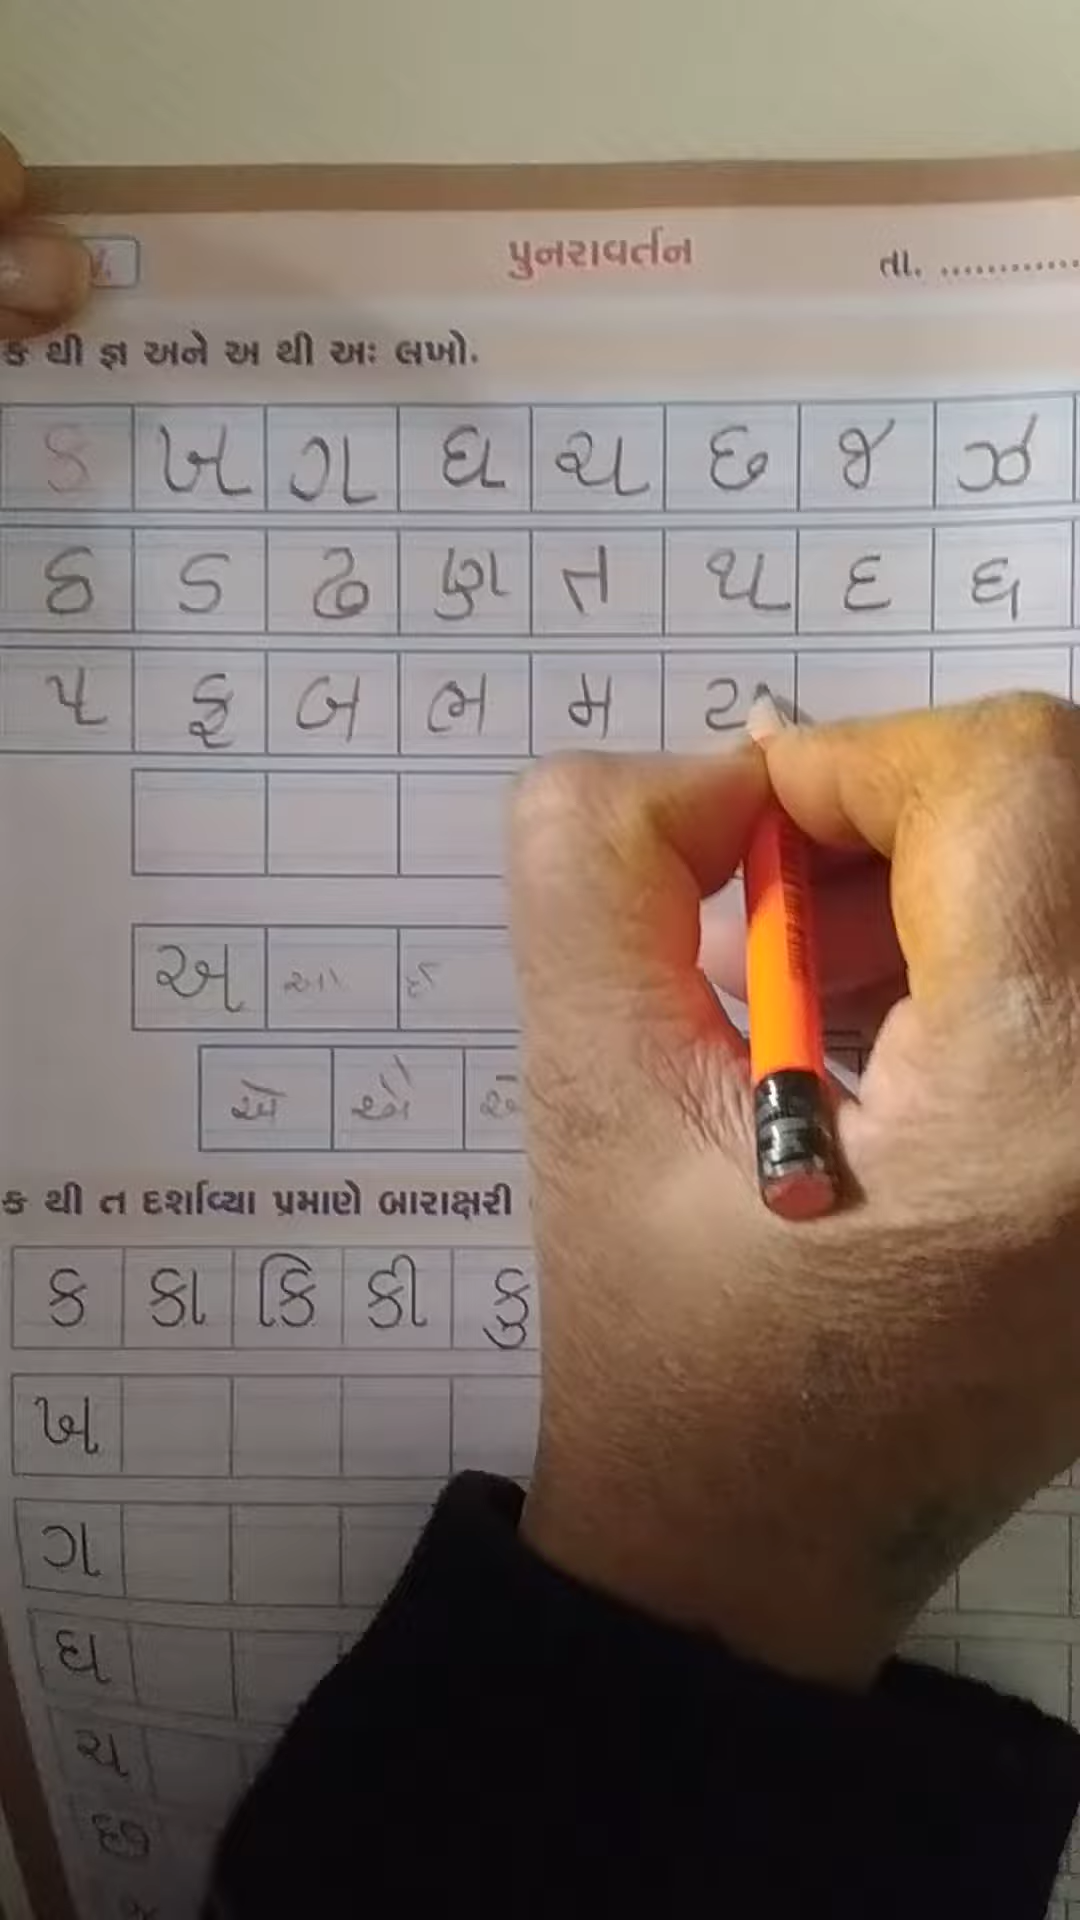 પુનરાવર્તન તા. ............
ક થી જ્ઞ અને અ થી અઃ લખો.
ક ખ ગ ઘ ચ છ જ ઝ
ઠ ડ ઢ ણ ત થ દ ધ
પ ફ બ ભ મ ય
અ આ ઈ
એ ઐ
ક થી ત દર્શાવ્યા પ્રમાણે બારાક્ષરી
ક કા કિ કી કુ
ખ
ગ
ઘ
ચ
છ